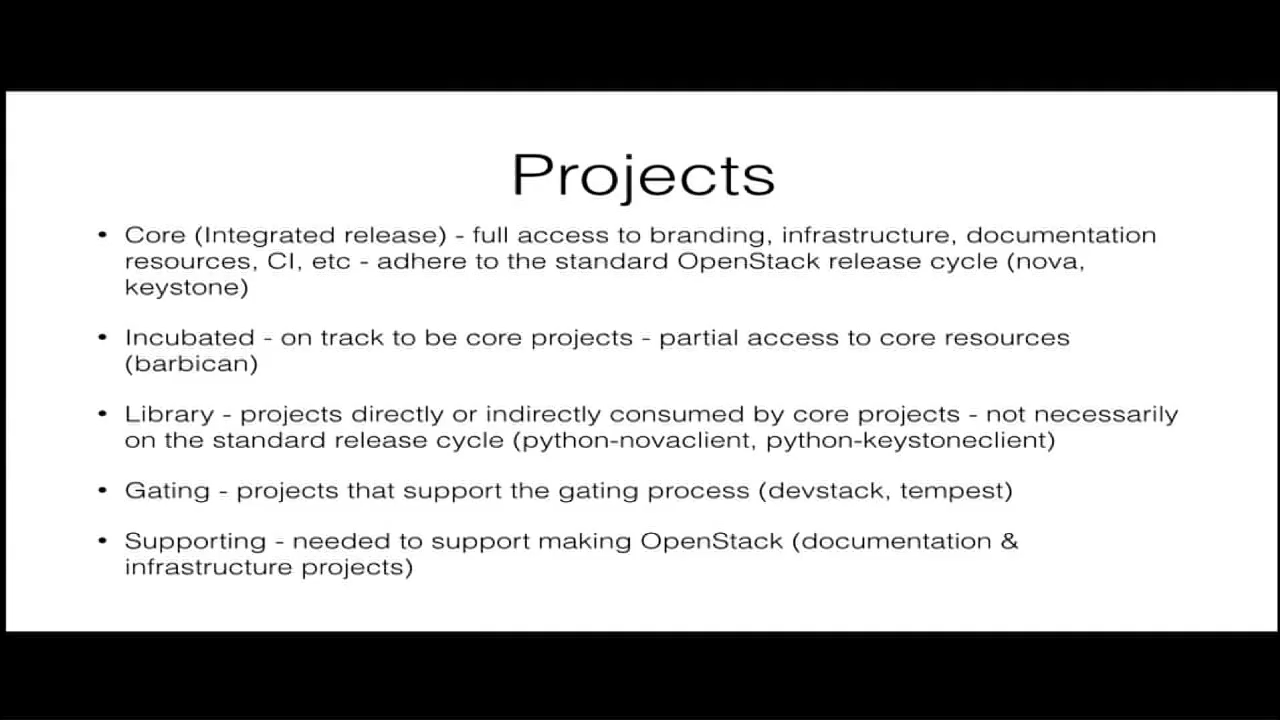 Projects
• Core (Integrated release) - full access to branding, infrastructure, documentation
resources, CI, etc - adhere to the standard OpenStack release cycle (nova,
keystone)
• Incubated - on track to be core projects - partial access to core resources
(barbican)
• Library - projects directly or indirectly consumed by core projects - not necessarily
on the standard release cycle (python-novaclient, python-keystoneclient)
• Gating - projects that support the gating process (devstack, tempest)
• Supporting - needed to support making OpenStack (documentation &
infrastructure projects)